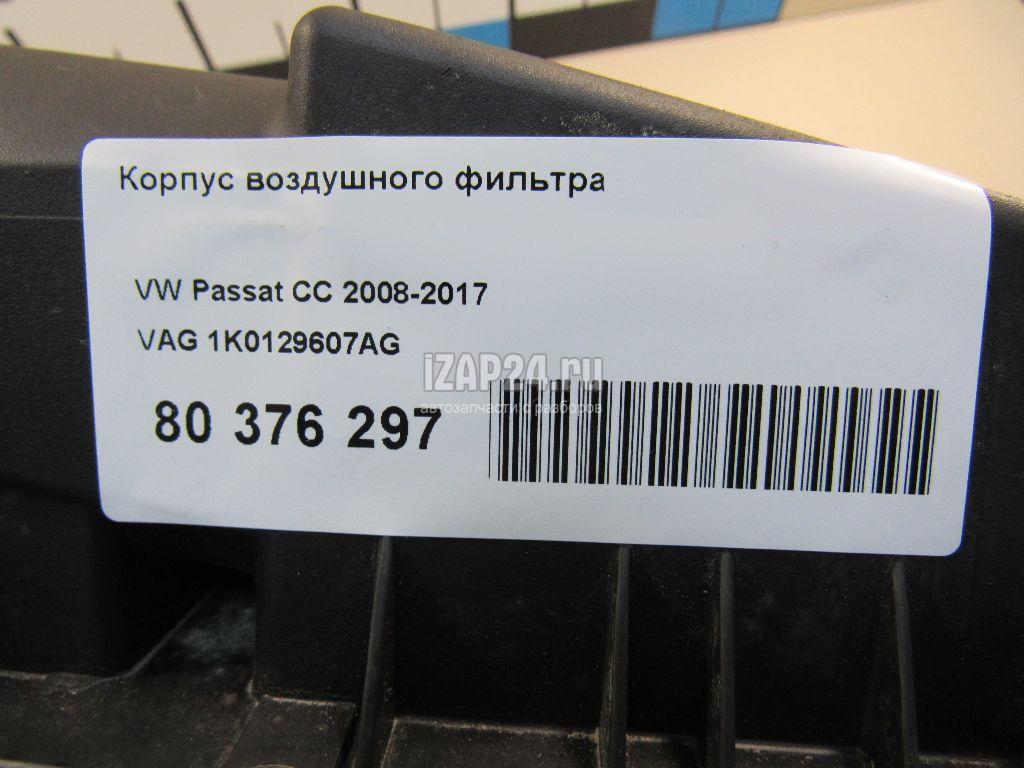 Корпус воздушного фильтра
VW Passat CC 2008-2017
VAG 1K0129607AG
iZAP24.ru
автозапчасти с разборов
80 376 297